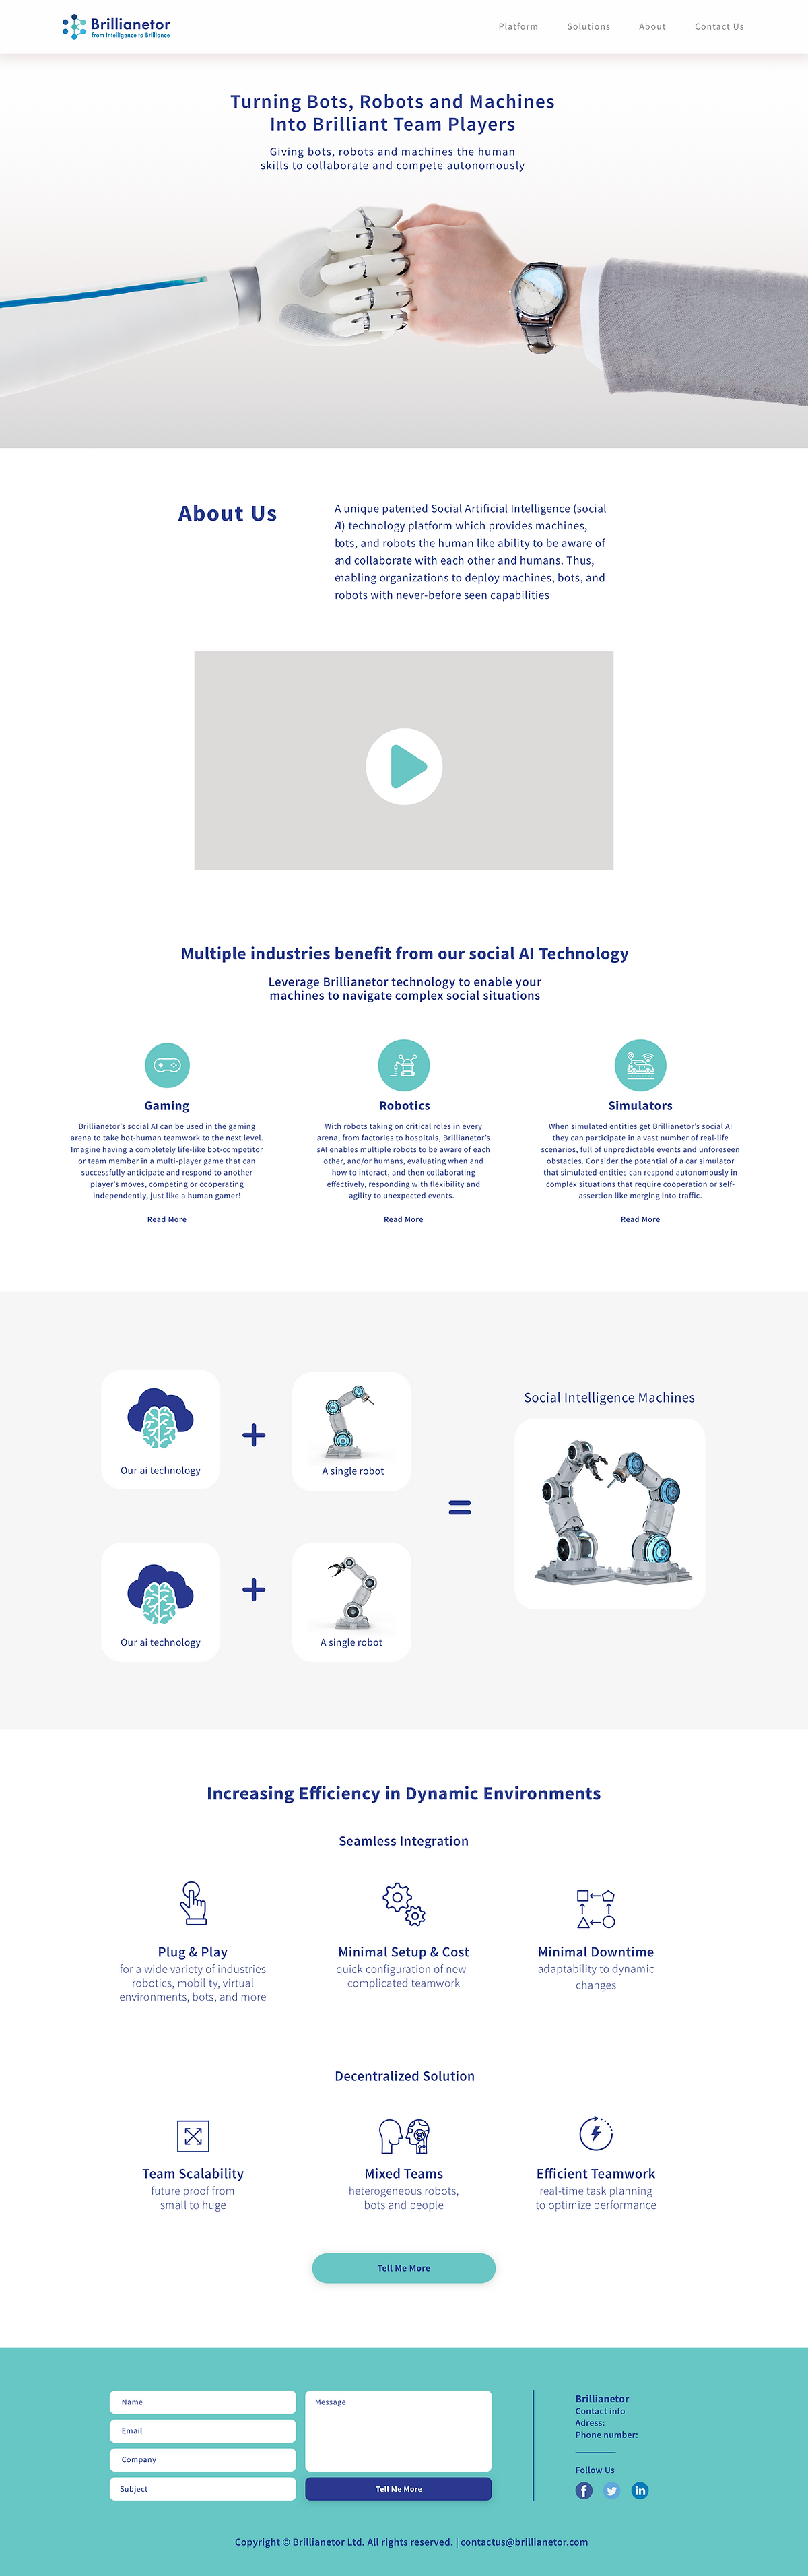 Brillianetor
from Intelligence to Brilliance
Platform
Solutions
About
Contact Us
Turning Bots, Robots and Machines
Into Brilliant Team Players
Giving bots, robots and machines the human
skills to collaborate and compete autonomously
About Us
A unique patented Social Artificial Intelligence (social
AI) technology platform which provides machines,
bots, and robots the human like ability to be aware of
and collaborate with each other and humans. Thus,
enabling organizations to deploy machines, bots, and
robots with never-before seen capabilities
Multiple industries benefit from our social AI Technology
Leverage Brillianetor technology to enable your
machines to navigate complex social situations
Gaming
Brillianetor's social AI can be used in the gaming
arena to take bot-human teamwork to the next level.
Imagine having a completely life-like bot-competitor
or team member in a multi-player game that can
successfully anticipate and respond to another
player's moves, competing or cooperating
independently, just like a human gamer!
Read More
Robotics
With robots taking on critical roles in every
arena, from factories to hospitals, Brillianetor's
sAI enables multiple robots to be aware of each
other, and/or humans, evaluating when and
how to interact, and then collaborating
effectively, responding with flexibility and
agility to unexpected events.
Read More
Simulators
When simulated entities get Brillianetor's social AI
they can participate in a vast number of real-life
scenarios, full of unpredictable events and unforeseen
obstacles. Consider the potential of a car simulator
that simulated entities can respond autonomously in
complex situations that require cooperation or self-
assertion like merging into traffic.
Read More
Our ai technology
+
A single robot
=
Social Intelligence Machines
Our ai technology
+
A single robot
Increasing Efficiency in Dynamic Environments
Seamless Integration
Plug & Play
for a wide variety of industries
robotics, mobility, virtual
environments, bots, and more
Minimal Setup & Cost
quick configuration of new
complicated teamwork
Minimal Downtime
adaptability to dynamic
changes
Decentralized Solution
Team Scalability
future proof from
small to huge
Mixed Teams
heterogeneous robots,
bots and people
Efficient Teamwork
real-time task planning
to optimize performance
Tell Me More
Name
Email
Company
Subject
Message
Tell Me More
Brillianetor
Contact info
Adress:
Phone number:
Follow Us
Copyright © Brillianetor Ltd. All rights reserved. | contactus@brillianetor.com